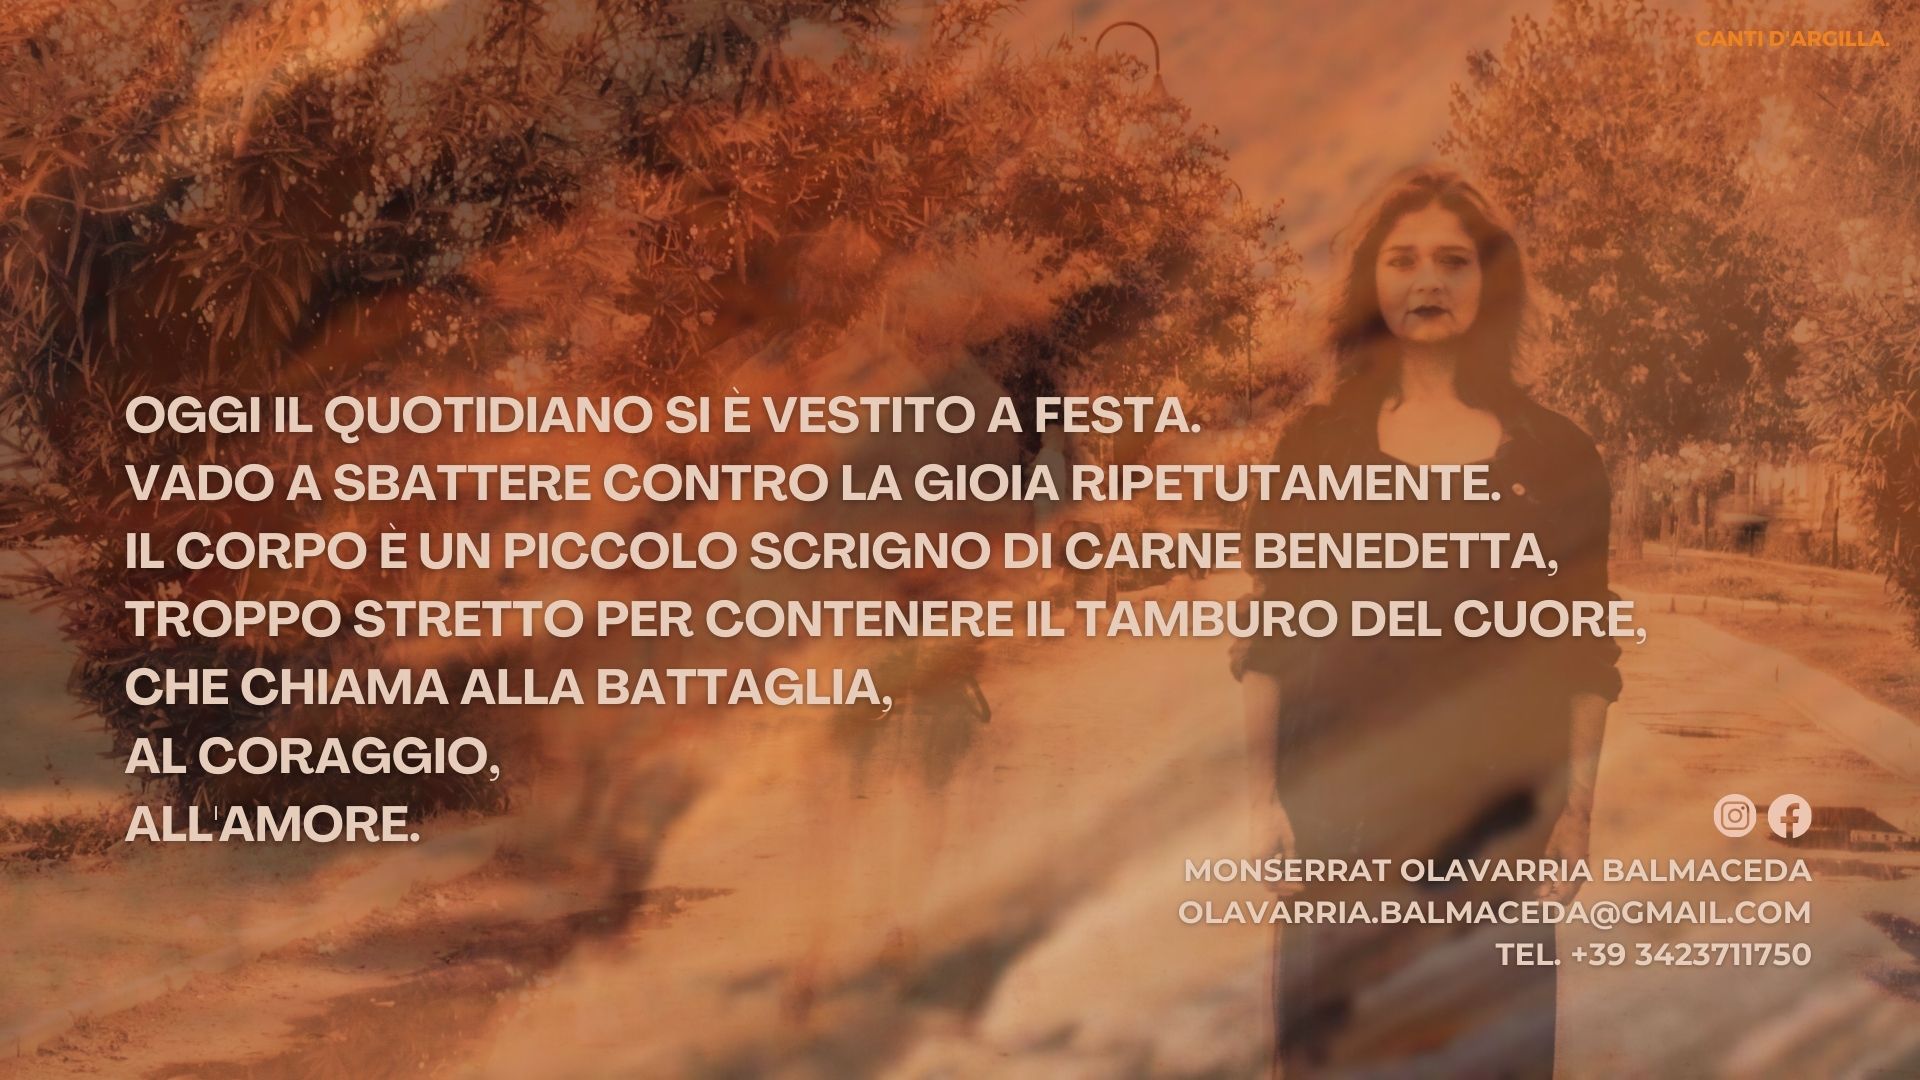 CANTI D'ARGILLA.
OGGI IL QUOTIDIANO SI È VESTITO A FESTA.
VADO A SBATTERE CONTRO LA GIOIA RIPETUTAMENTE.
IL CORPO È UN PICCOLO SCRIGNO DI CARNE BENEDETTA,
TROPPO STRETTO PER CONTENERE IL TAMBURO DEL CUORE,
CHE CHIAMA ALLA BATTAGLIA,
AL CORAGGIO,
ALL'AMORE.
MONSERRAT OLAVARRIA BALMACEDA
OLAVARRIA.BALMACEDA@GMAIL.COM
TEL. +39 3423711750